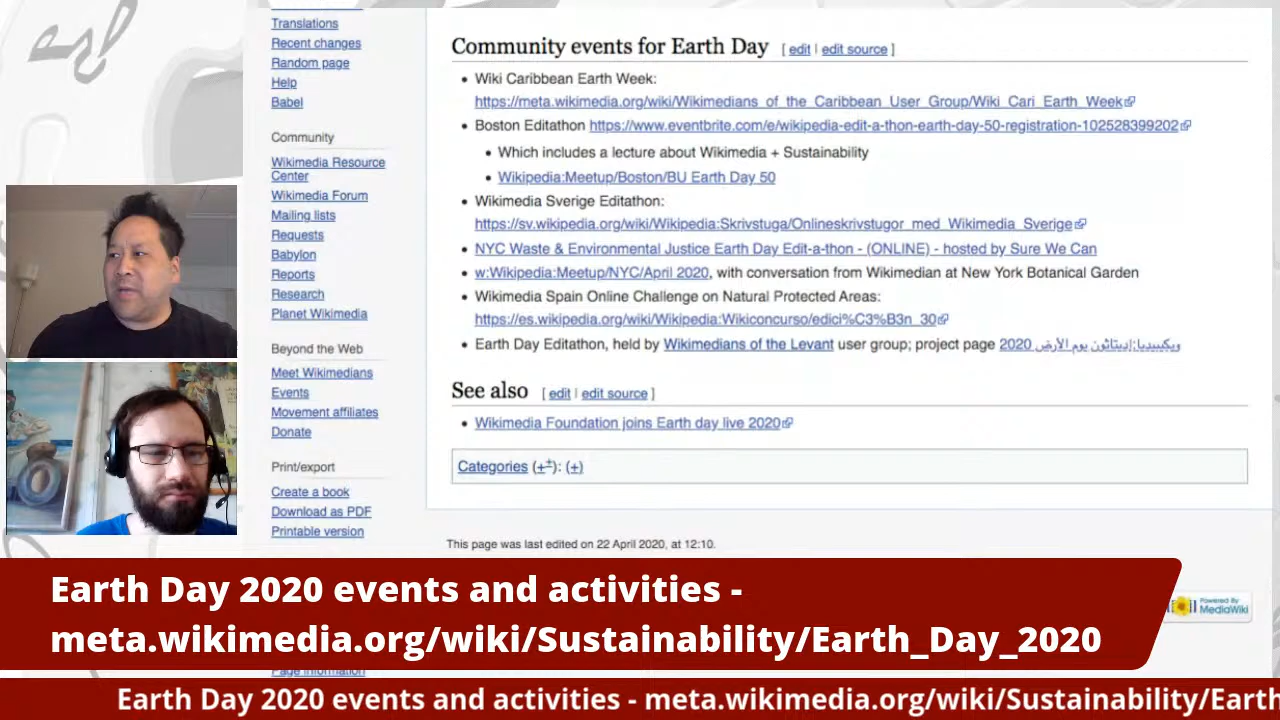 Translations
Recent changes
Random page
Help
Babel
Community
Wikimedia Resource
Center
Wikimedia Forum
Mailing lists
Requests
Babylon
Reports
Research
Planet Wikimedia
Beyond the Web
Meet Wikimedians
Events
Movement affiliates
Donate
Print/export
Create a book
Download as PDF
Printable version
Page information
Community events for Earth Day [ edit | edit source ]
• Wiki Caribbean Earth Week:
https://meta.wikimedia.org/wiki/Wikimedians_of_the_Caribbean_User_Group/Wiki_Cari_Earth_Week
• Boston Editathon https://www.eventbrite.com/e/wikipedia-edit-a-thon-earth-day-50-registration-102528399202
• Which includes a lecture about Wikimedia + Sustainability
• Wikipedia:Meetup/Boston/BU Earth Day 50
• Wikimedia Sverige Editathon:
https://sv.wikipedia.org/wiki/Wikipedia:Skrivstuga/Onlineskrivstugor_med_Wikimedia_Sverige
• NYC Waste & Environmental Justice Earth Day Edit-a-thon - (ONLINE) - hosted by Sure We Can
• w:Wikipedia:Meetup/NYC/April 2020, with conversation from Wikimedian at New York Botanical Garden
• Wikimedia Spain Online Challenge on Natural Protected Areas:
https://es.wikipedia.org/wiki/Wikipedia:Wikiconcurso/edici%C3%B3n_30
• Earth Day Editathon, held by Wikimedians of the Levant user group; project page ويكيبيديا:إديتاثون يوم الأرض 2020
See also [ edit | edit source ]
• Wikimedia Foundation joins Earth day live 2020
Categories (+±): (+)
This page was last edited on 22 April 2020, at 12:10.
Powered By
MediaWiki
Earth Day 2020 events and activities -
meta.wikimedia.org/wiki/Sustainability/Earth_Day_2020
Earth Day 2020 events and activities - meta.wikimedia.org/wiki/Sustainability/Earth